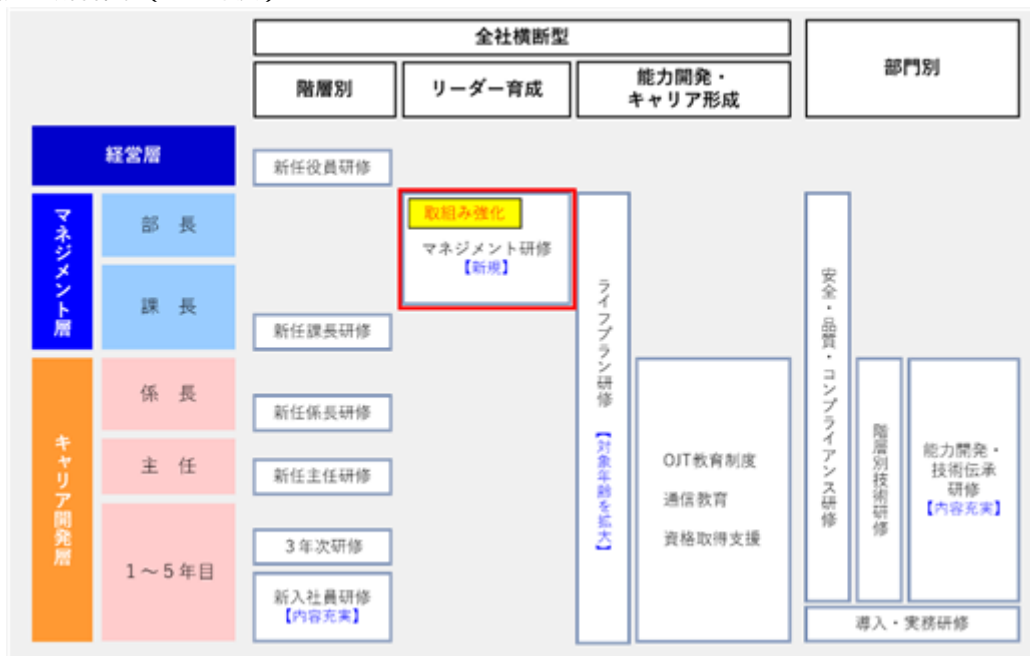 全社横断型
部門別
階層別
リーダー育成
能力開発・
キャリア形成
経営層
新任役員研修
マネジメント層
部 長
課 長
新任課長研修
取組み強化
マネジメント研修
【新規】
キャリア開発層
係 長
新任係長研修
主 任
新任主任研修
1～5年目
3年次研修
新入社員研修
【内容充実】
ライフプラン研修 【対象年齢を拡大】
OJT教育制度
通信教育
資格取得支援
安全・品質・コンプライアンス研修
階層別技術研修
能力開発・
技術伝承
研修
【内容充実】
導入・実務研修